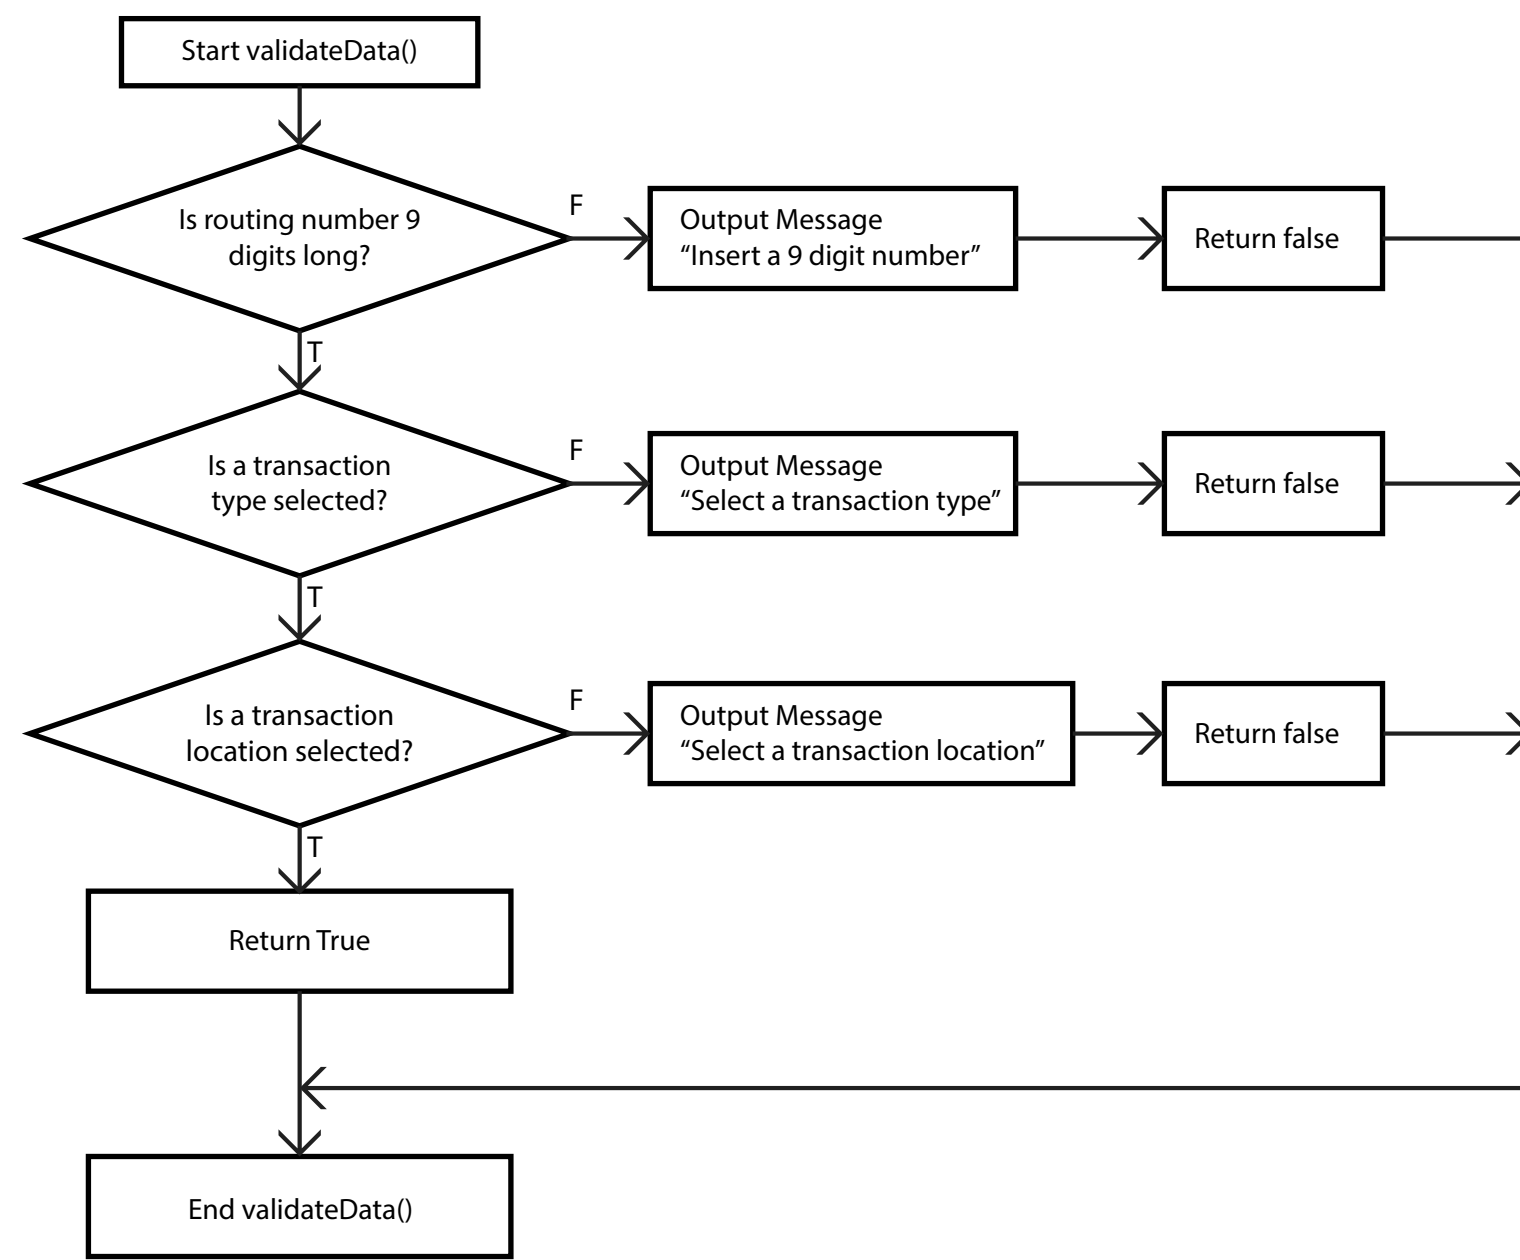 Start validateData()
Is routing number 9
digits long?
F
Output Message
“Insert a 9 digit number”
Return false
T
Is a transaction
type selected?
F
Output Message
“Select a transaction type”
Return false
T
Is a transaction
location selected?
F
Output Message
“Select a transaction location”
Return false
T
Return True
End validateData()